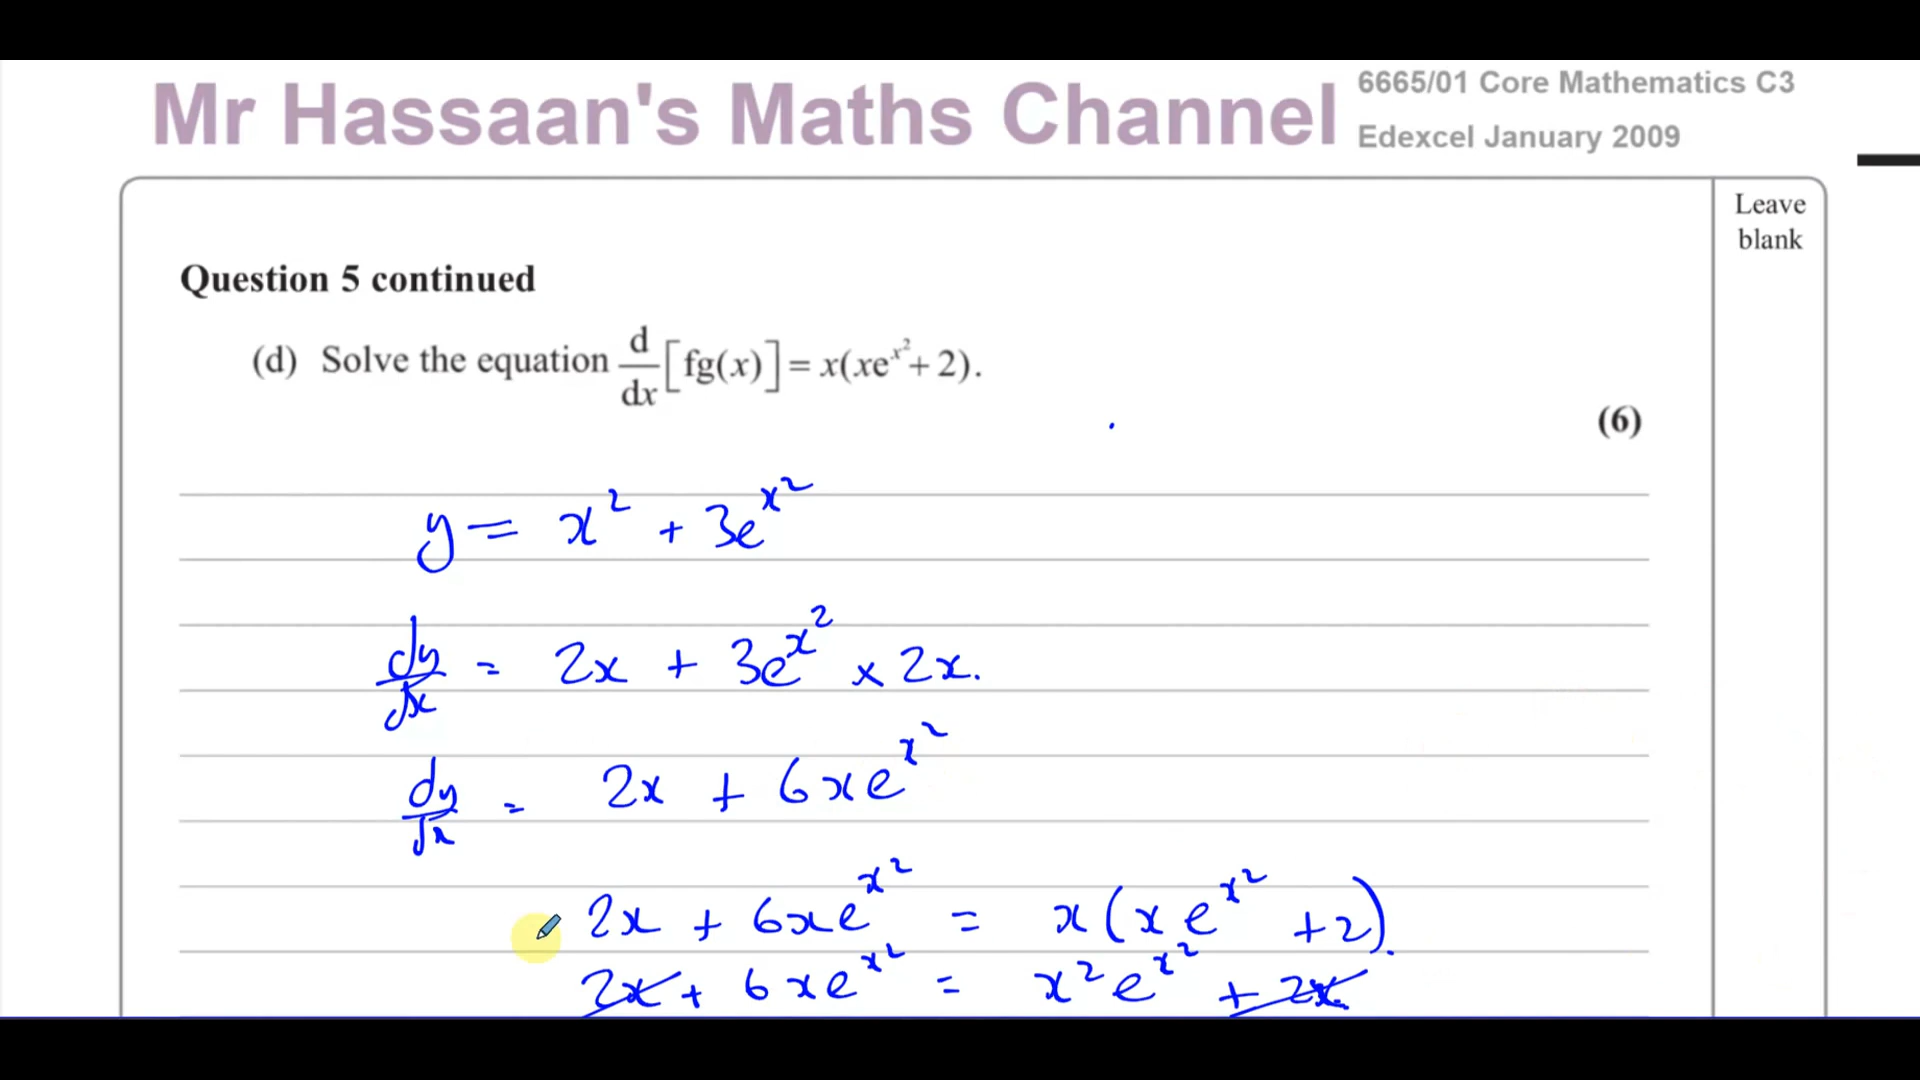 Mr Hassaan's Maths Channel
6665/01 Core Mathematics C3
Edexcel January 2009
Leave
blank
Question 5 continued
(d) Solve the equation d/dx [fg(x)] = x(xe^x² + 2).
(6)
y = x² + 3e^x²
dy/dx = 2x + 3e^x² × 2x.
dy/dx = 2x + 6xe^x²
2x + 6xe^x² = x(xe^x² + 2).
2x + 6xe^x² = x²e^x² + 2x